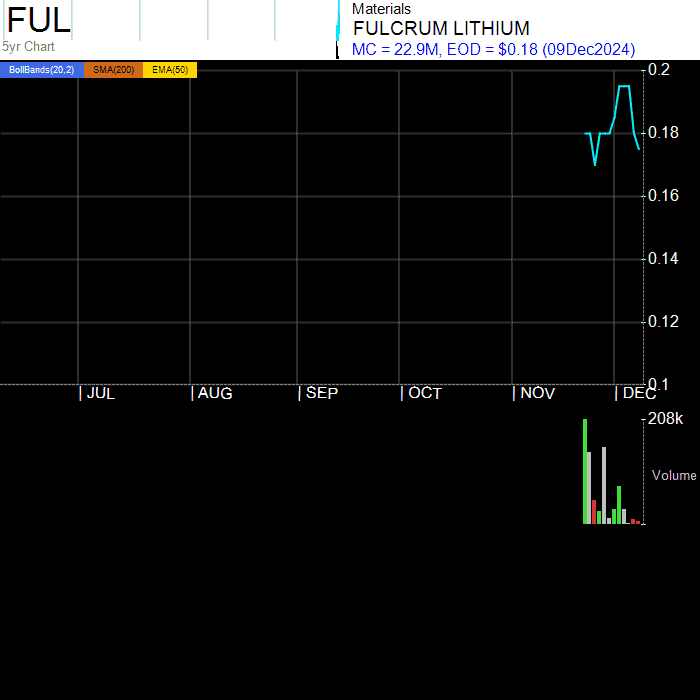 FUL
5yr Chart
Materials
FULCRUM LITHIUM
MC = 22.9M, EOD = $0.18 (09Dec2024)
BollBands(20,2) SMA(200) EMA(50)
0.2
0.18
0.16
0.14
0.12
0.1
| JUL | AUG | SEP | OCT | NOV | DEC
208k
Volume